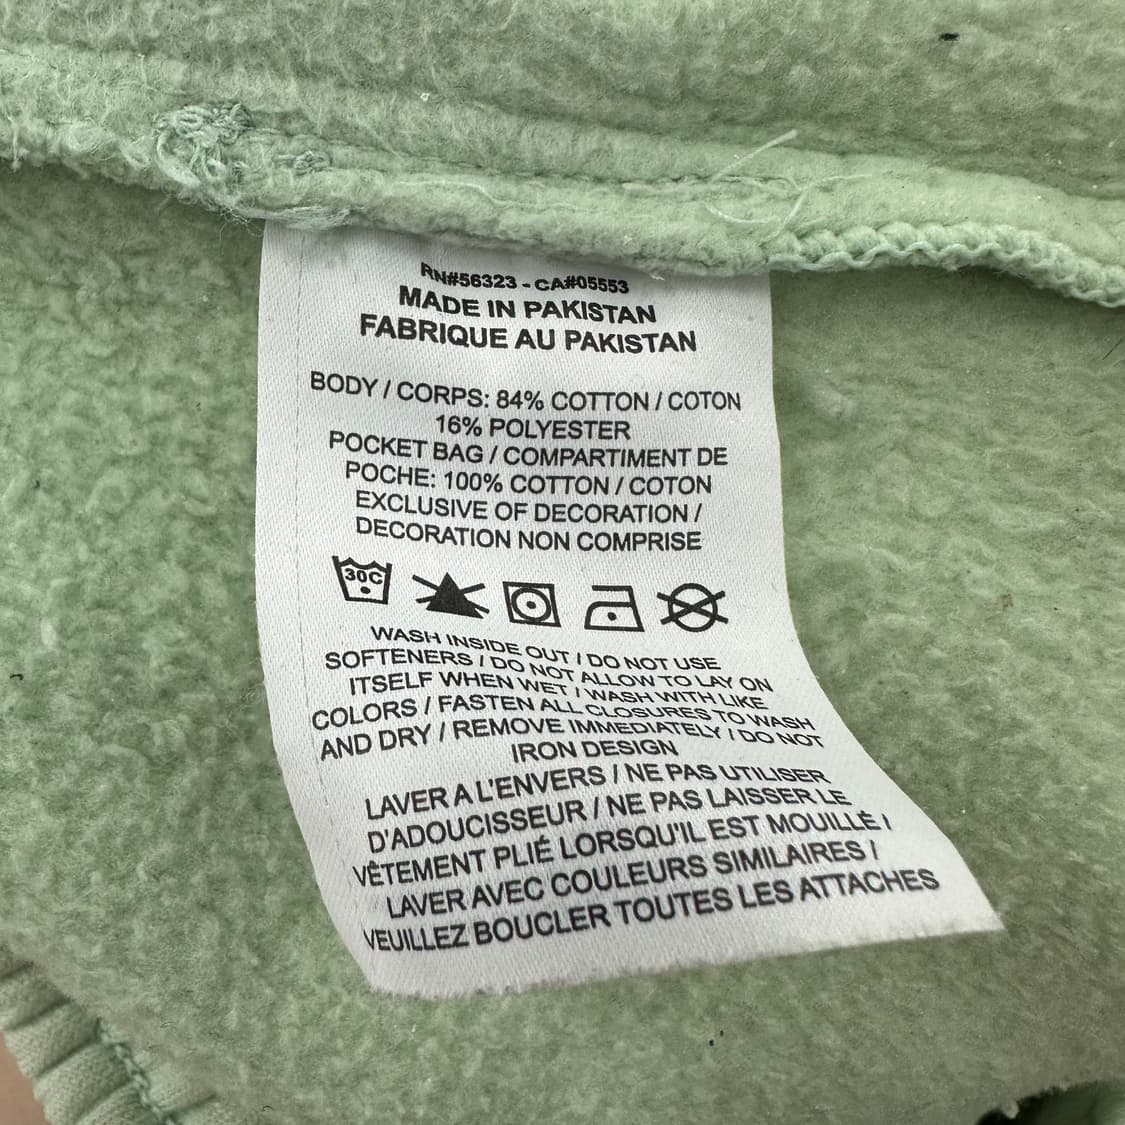 RN#56323 - CA#05553
MADE IN PAKISTAN
FABRIQUE AU PAKISTAN
BODY / CORPS: 84% COTTON / COTON
16% POLYESTER
POCKET BAG / COMPARTIMENT DE
POCHE: 100% COTTON / COTON
EXCLUSIVE OF DECORATION /
DECORATION NON COMPRISE
30C
WASH INSIDE OUT / DO NOT USE
SOFTENERS / DO NOT ALLOW TO LAY ON
ITSELF WHEN WET / WASH WITH LIKE
COLORS / FASTEN ALL CLOSURES TO WASH
AND DRY / REMOVE IMMEDIATELY / DO NOT
IRON DESIGN
LAVER A L'ENVERS / NE PAS UTILISER
D'ADOUCISSEUR / NE PAS LAISSER LE
VÊTEMENT PLIÉ LORSQU'IL EST MOUILLÉ /
LAVER AVEC COULEURS SIMILAIRES /
VEUILLEZ BOUCLER TOUTES LES ATTACHES